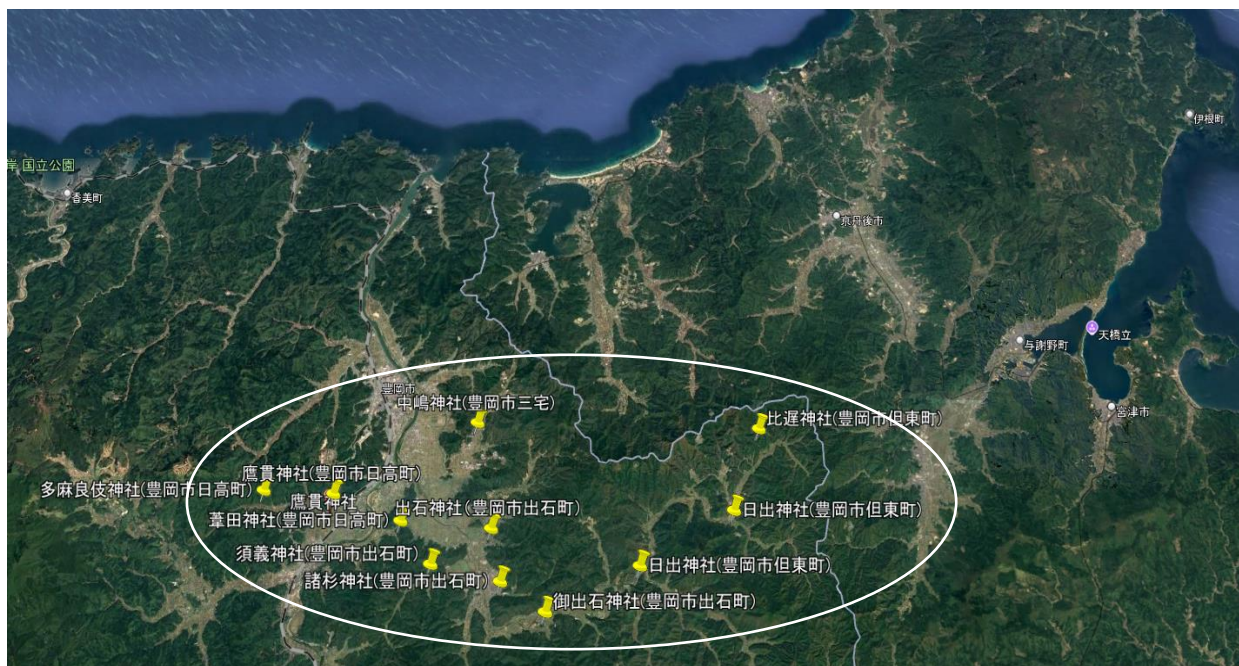 伊根町
岸 国立公園
香美町
京丹後市
天橋立
与謝野町
豊岡市
中嶋神社(豊岡市三宅)
宮津市
比遅神社(豊岡市但東町)
鷹貫神社(豊岡市日高町)
多麻良伎神社(豊岡市日高町)
鷹貫神社
出石神社(豊岡市出石町)
日出神社(豊岡市但東町)
葦田神社(豊岡市日高町)
須義神社(豊岡市出石町)
日出神社(豊岡市但東町)
諸杉神社(豊岡市出石町)
御出石神社(豊岡市出石町)